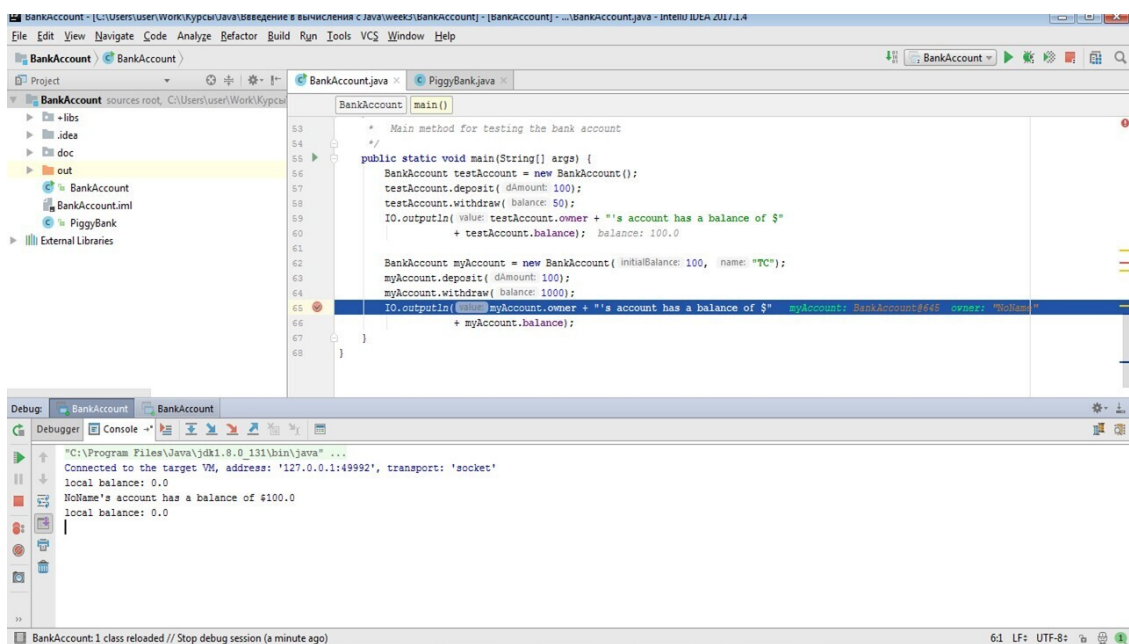 BankAccount - [C:\Users\user\Work\Курсы\Java\Введение в вычисления с Java\week3\BankAccount] - [BankAccount] - ...\BankAccount.java - IntelliJ IDEA 2017.1.4
File Edit View Navigate Code Analyze Refactor Build Run Tools VCS Window Help
BankAccount BankAccount
BankAccount
Project
BankAccount.java PiggyBank.java
BankAccount sources root, C:\Users\user\Work\Курсы
+libs
.idea
doc
out
BankAccount
BankAccount.iml
PiggyBank
External Libraries
BankAccount main()
53 * Main method for testing the bank account
54 */
55 public static void main(String[] args) {
56 BankAccount testAccount = new BankAccount();
57 testAccount.deposit( dAmount: 100);
58 testAccount.withdraw( balance: 50);
59 IO.outputln( value: testAccount.owner + "'s account has a balance of $"
60 + testAccount.balance); balance: 100.0
61
62 BankAccount myAccount = new BankAccount( initialBalance: 100, name: "TC");
63 myAccount.deposit( dAmount: 100);
64 myAccount.withdraw( balance: 1000);
65 IO.outputln( value: myAccount.owner + "'s account has a balance of $" myAccount: BankAccount@645 owner: "NoName"
66 + myAccount.balance);
67 }
68 }
Debug: BankAccount BankAccount
Debugger Console
"C:\Program Files\Java\jdk1.8.0_131\bin\java" ...
Connected to the target VM, address: '127.0.0.1:49992', transport: 'socket'
local balance: 0.0
NoName's account has a balance of $100.0
local balance: 0.0
BankAccount: 1 class reloaded // Stop debug session (a minute ago)
6:1 LF÷ UTF-8÷ 1